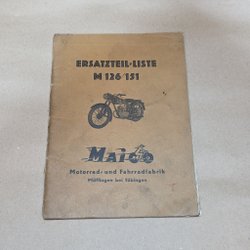 ERSATZTEIL-LISTE
M 126/151
MAICO
Motorrad- und Fahrradfabrik
Pfäffingen bei Tübingen